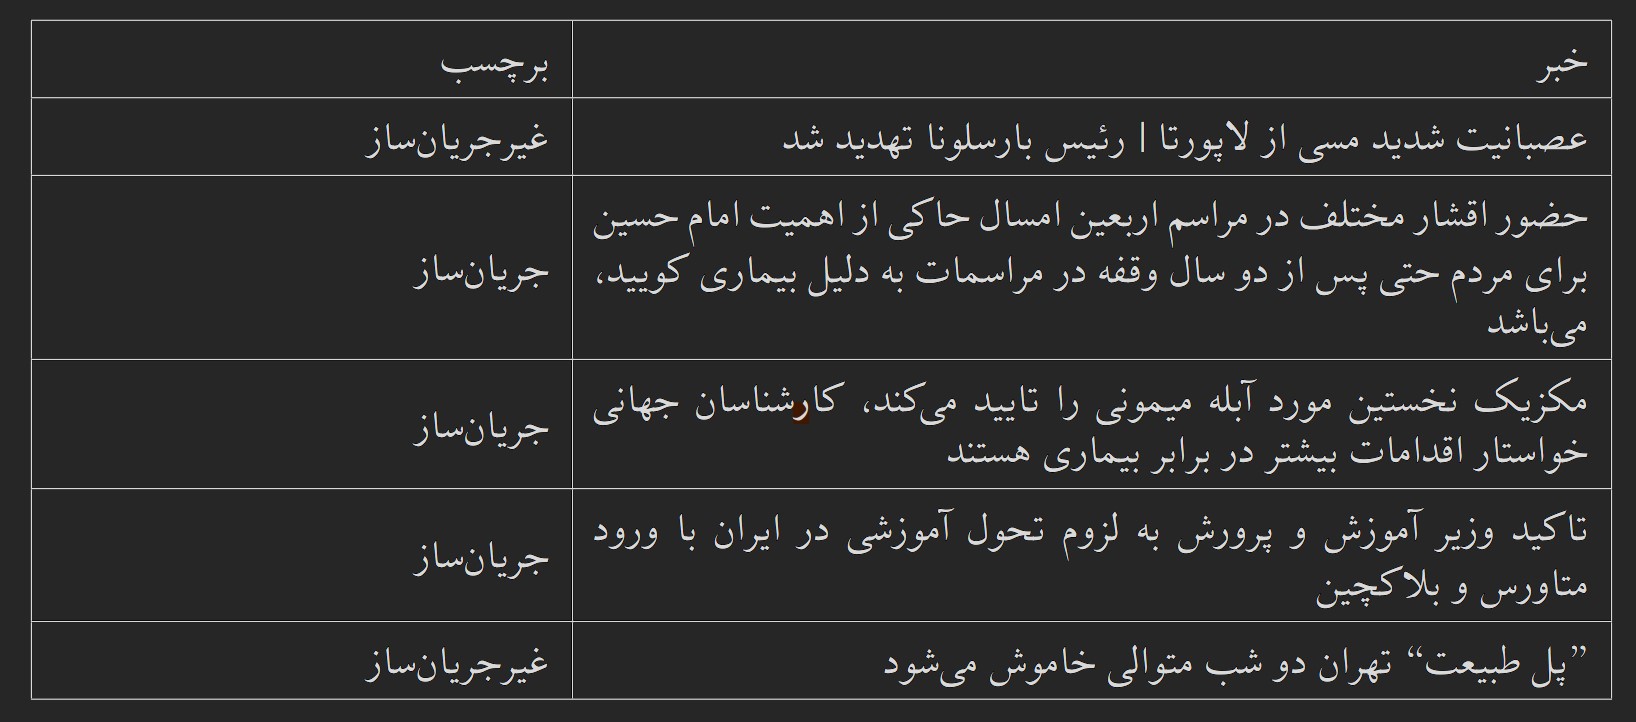 خبر
برچسب
عصبانیت شدید مسی از لاپورتا | رئیس بارسلونا تهدید شد
غیرجریان‌ساز
حضور اقشار مختلف در مراسم اربعین امسال حاکی از اهمیت امام حسین
برای مردم حتی پس از دو سال وقفه در مراسمات به دلیل بیماری کویید،
می‌باشد
جریان‌ساز
مکزیک نخستین مورد آبله میمونی را تایید می‌کند، کارشناسان جهانی
خواستار اقدامات بیشتر در برابر بیماری هستند
جریان‌ساز
تاکید وزیر آموزش و پرورش به لزوم تحول آموزشی در ایران با ورود
متاورس و بلاکچین
جریان‌ساز
”پل طبیعت“ تهران دو شب متوالی خاموش می‌شود
غیرجریان‌ساز